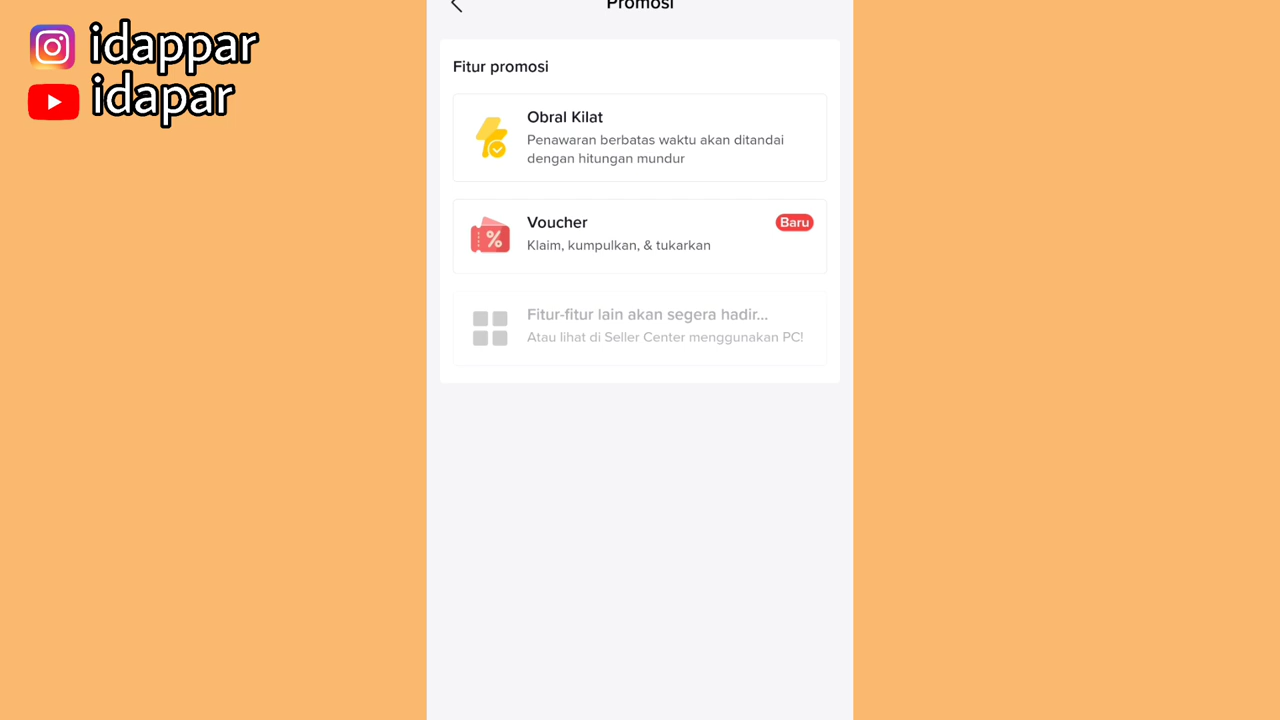 idappar
idapar
Promosi
Fitur promosi
Obral Kilat
Penawaran berbatas waktu akan ditandai
dengan hitungan mundur
Voucher
Baru
Klaim, kumpulkan, & tukarkan
%
Fitur-fitur lain akan segera hadir...
Atau lihat di Seller Center menggunakan PC!